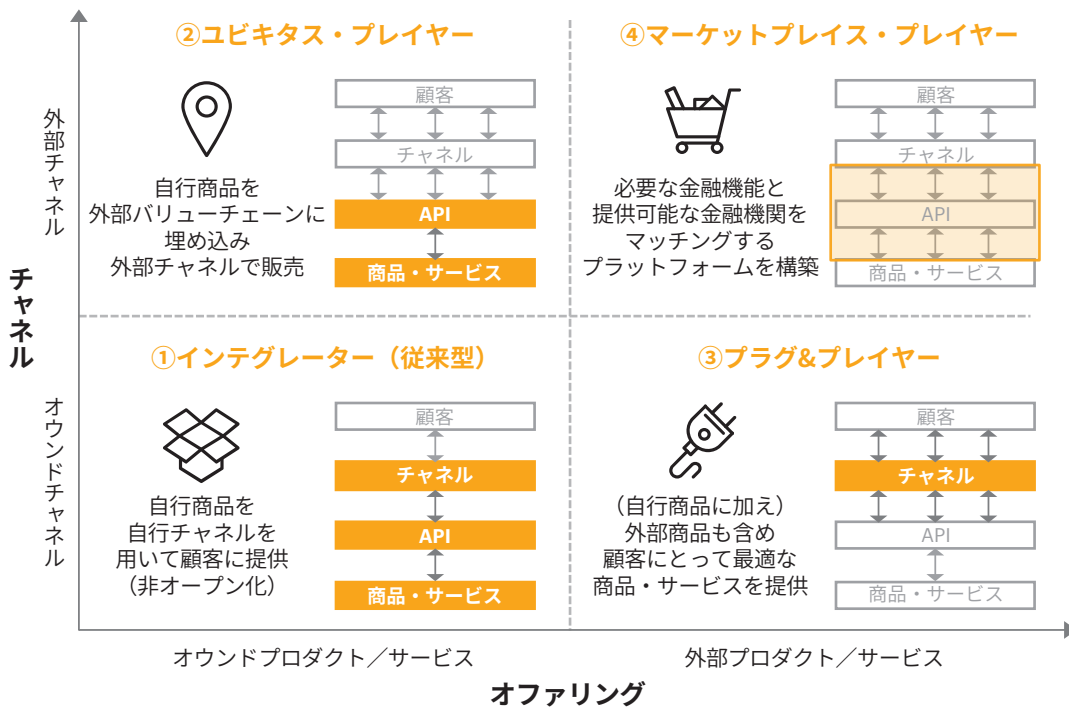 ②ユビキタス・プレイヤー
顧客
チャネル
API
商品・サービス
自行商品を
外部バリューチェーンに
埋め込み
外部チャネルで販売
④マーケットプレイス・プレイヤー
顧客
チャネル
API
商品・サービス
必要な金融機能と
提供可能な金融機関を
マッチングする
プラットフォームを構築
外部チャネル
チャネル
オウンドチャネル
①インテグレーター（従来型）
顧客
チャネル
API
商品・サービス
自行商品を
自行チャネルを
用いて顧客に提供
（非オープン化）
③プラグ&プレイヤー
顧客
チャネル
API
商品・サービス
（自行商品に加え）
外部商品も含め
顧客にとって最適な
商品・サービスを提供
オウンドプロダクト／サービス
外部プロダクト／サービス
オファリング